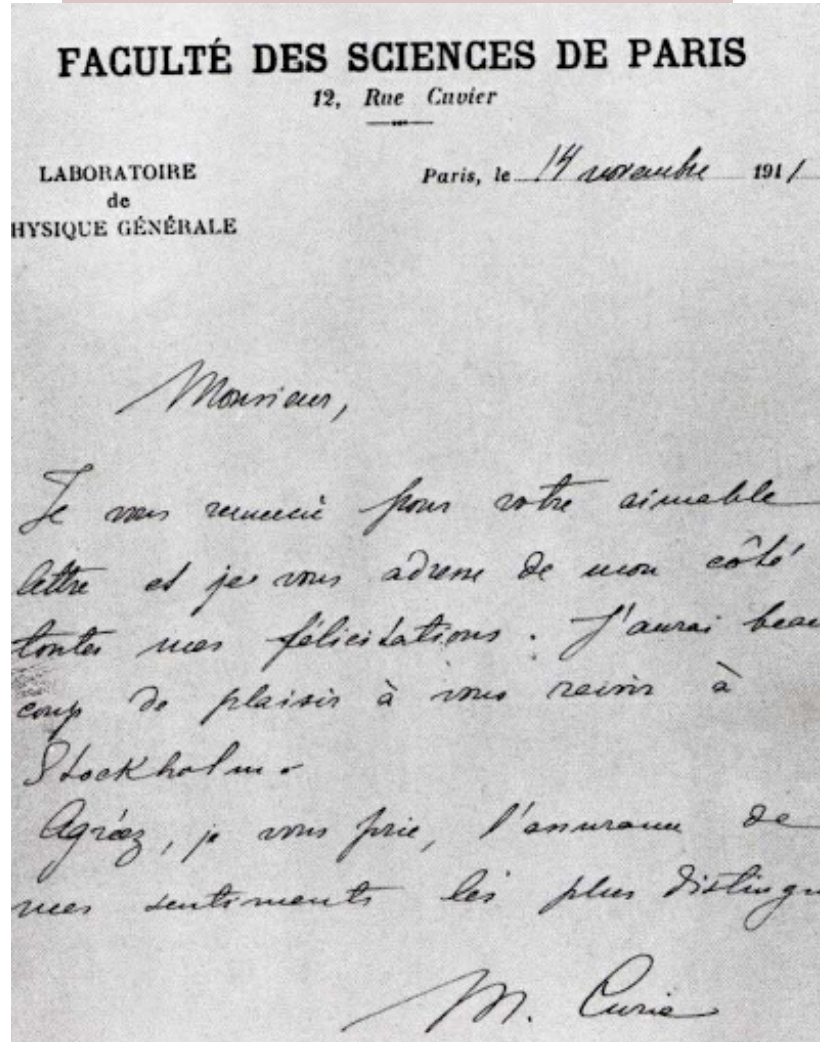 FACULTÉ DES SCIENCES DE PARIS
12, Rue Cuvier
LABORATOIRE
de
HYSIQUE GÉNÉRALE
Paris, le 14 novembre 1911
Monsieur,
Je vous remercie pour votre aimable
lettre et je vous adresse de mon côté
toutes mes félicitations. J'aurai beau
coup de plaisir à vous revoir à
Stockholm.
Agréez, je vous prie, l'assurance de
mes sentiments les plus distingu
M. Curie